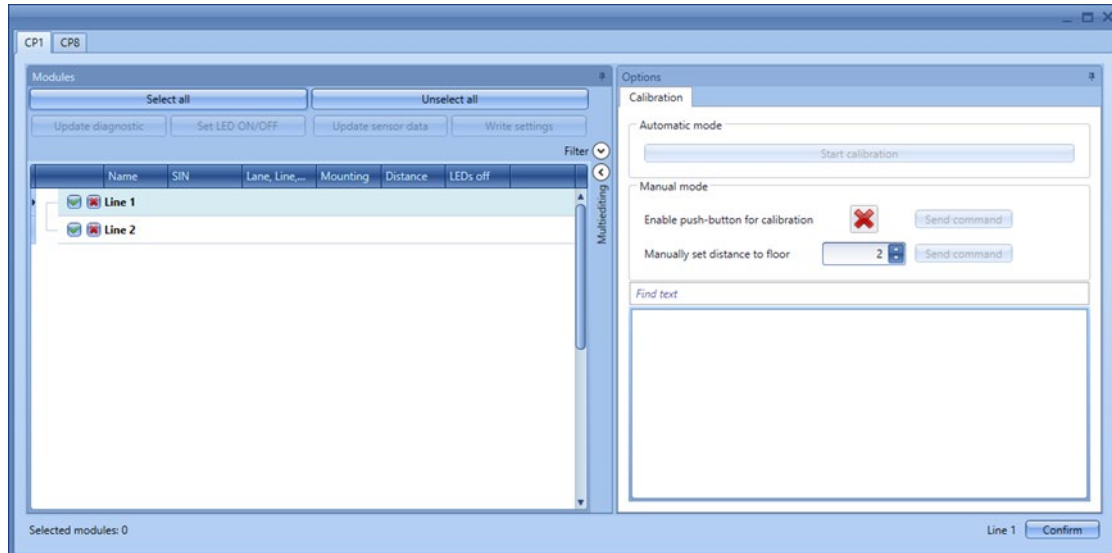 CP1 CP8
Modules
Select all Unselect all
Update diagnostic Set LED ON/OFF Update sensor data Write settings
Filter
Name SIN Lane, Line,... Mounting Distance LEDs off
Line 1
Line 2
Multiediting
Selected modules: 0
Options
Calibration
Automatic mode
Start calibration
Manual mode
Enable push-button for calibration Send command
Manually set distance to floor 2 Send command
Find text
Line 1 Confirm